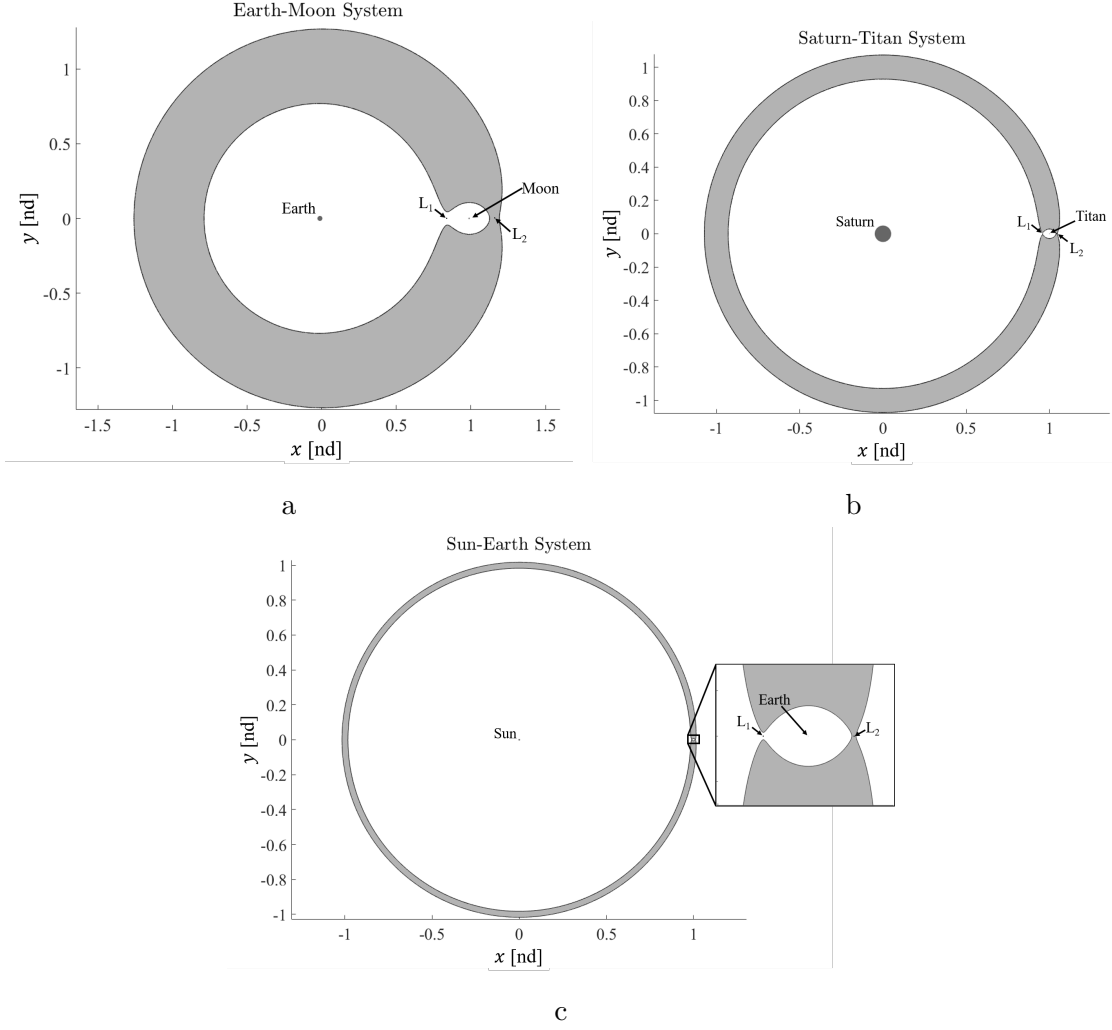 Earth-Moon System
1
0.5
0
-0.5
-1
y [nd]
Earth
L1
Moon
L2
-1.5 -1 -0.5 0 0.5 1 1.5
x [nd]
a
Saturn-Titan System
1
0.8
0.6
0.4
0.2
0
-0.2
-0.4
-0.6
-0.8
-1
y [nd]
Saturn
L1
Titan
L2
-1 -0.5 0 0.5 1
x [nd]
b
Sun-Earth System
1
0.8
0.6
0.4
0.2
0
-0.2
-0.4
-0.6
-0.8
-1
y [nd]
Sun
Earth
L1
L2
-1 -0.5 0 0.5 1
x [nd]
c